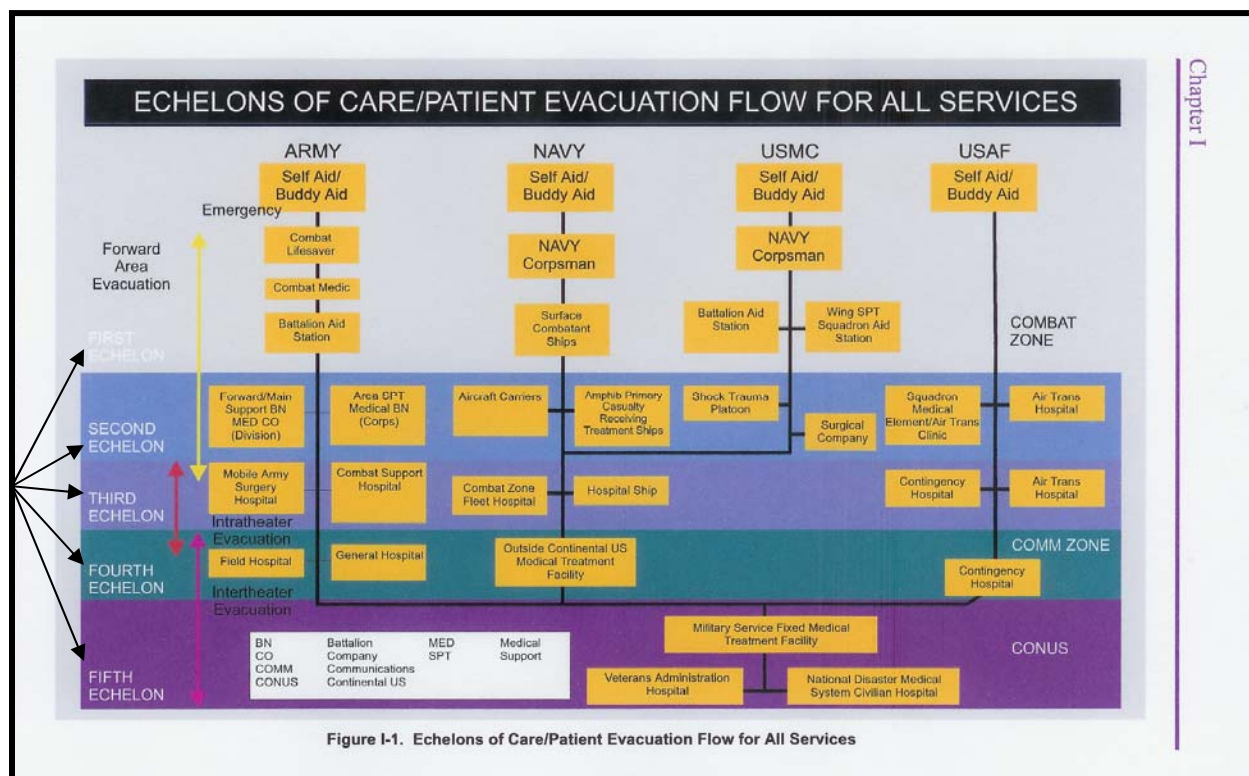 Chapter I
ECHELONS OF CARE/PATIENT EVACUATION FLOW FOR ALL SERVICES
ARMY
NAVY
USMC
USAF
Self Aid/
Buddy Aid
Self Aid/
Buddy Aid
Self Aid/
Buddy Aid
Self Aid/
Buddy Aid
Emergency
Forward
Area
Evacuation
Combat
Lifesaver
NAVY
Corpsman
NAVY
Corpsman
Combat Medic
Battalion Aid
Station
Surface
Combatant
Ships
Battalion Aid
Station
Wing SPT
Squadron Aid
Station
COMBAT
ZONE
FIRST
ECHELON
Forward/Main
Support BN
MED CO
(Division)
Area SPT
Medical BN
(Corps)
Aircraft Carriers
Amphib Primary
Casualty
Receiving
Treatment Ships
Shock Trauma
Platoon
Surgical
Company
Squadron
Medical
Element/Air Trans
Clinic
Air Trans
Hospital
SECOND
ECHELON
Mobile Army
Surgery
Hospital
Combat Support
Hospital
Combat Zone
Fleet Hospital
Hospital Ship
Contingency
Hospital
Air Trans
Hospital
THIRD
ECHELON
Intratheater
Evacuation
Field Hospital
General Hospital
Outside Continental US
Medical Treatment
Facility
Contingency
Hospital
COMM ZONE
FOURTH
ECHELON
Intertheater
Evacuation
Military Service Fixed Medical
Treatment Facility
CONUS
BN Battalion MED Medical
CO Company SPT Support
COMM Communications
CONUS Continental US
Veterans Administration
Hospital
National Disaster Medical
System Civilian Hospital
FIFTH
ECHELON
Figure I-1. Echelons of Care/Patient Evacuation Flow for All Services